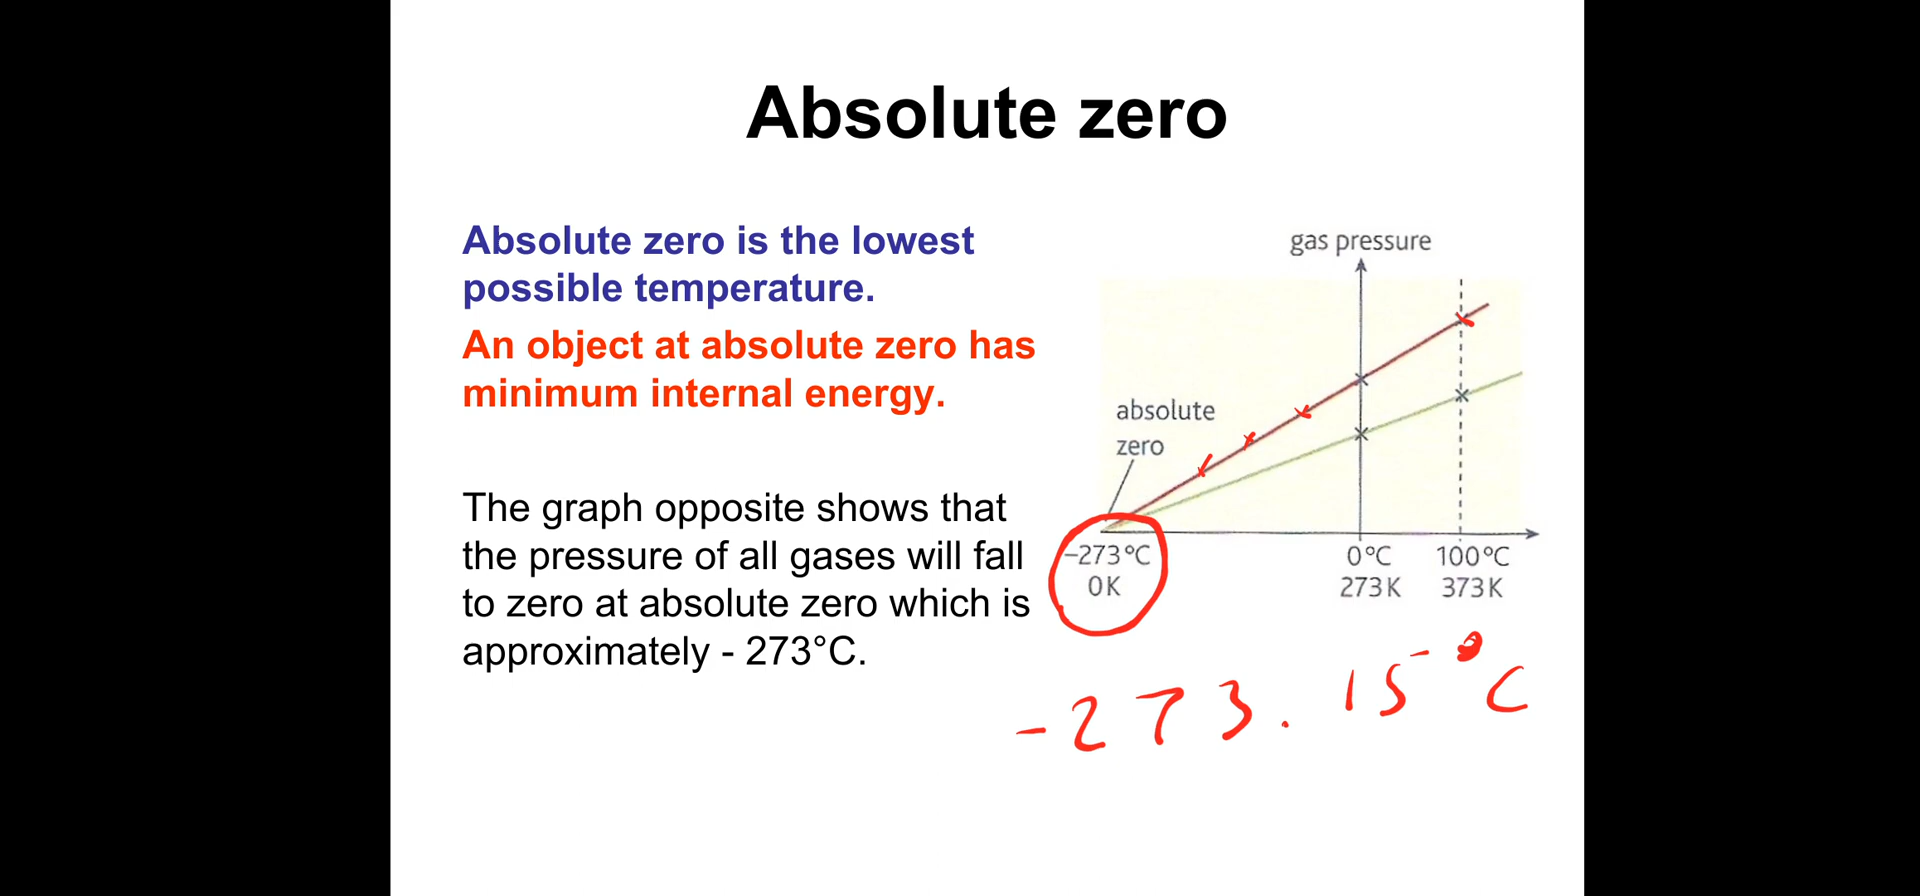 Absolute zero
Absolute zero is the lowest
possible temperature.
An object at absolute zero has
minimum internal energy.
The graph opposite shows that
the pressure of all gases will fall
to zero at absolute zero which is
approximately - 273°C.
gas pressure
absolute
zero
-273°C
0K
0°C
273K
100°C
373K
-273.15°C